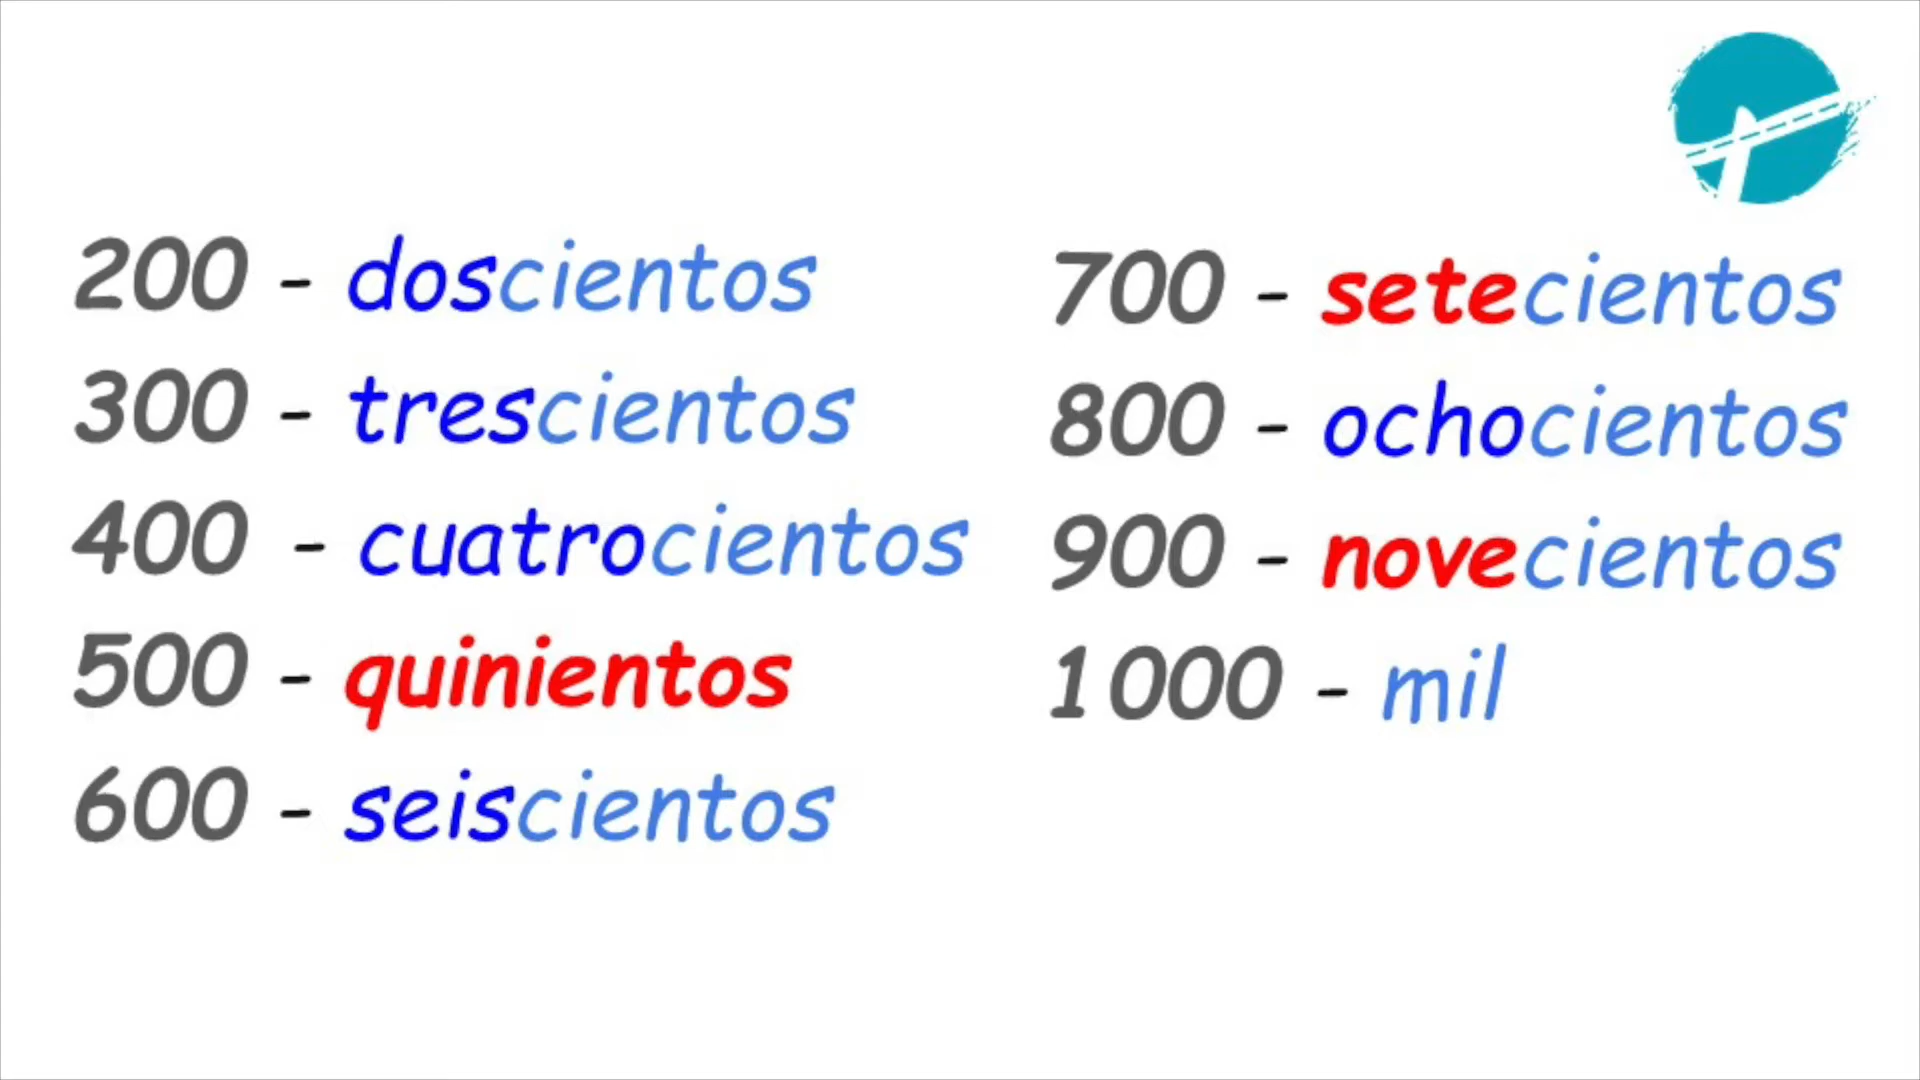 200 - doscientos
300 - trescientos
400 - cuatrocientos
500 - quinientos
600 - seiscientos
700 - setecientos
800 - ochocientos
900 - novecientos
1000 - mil